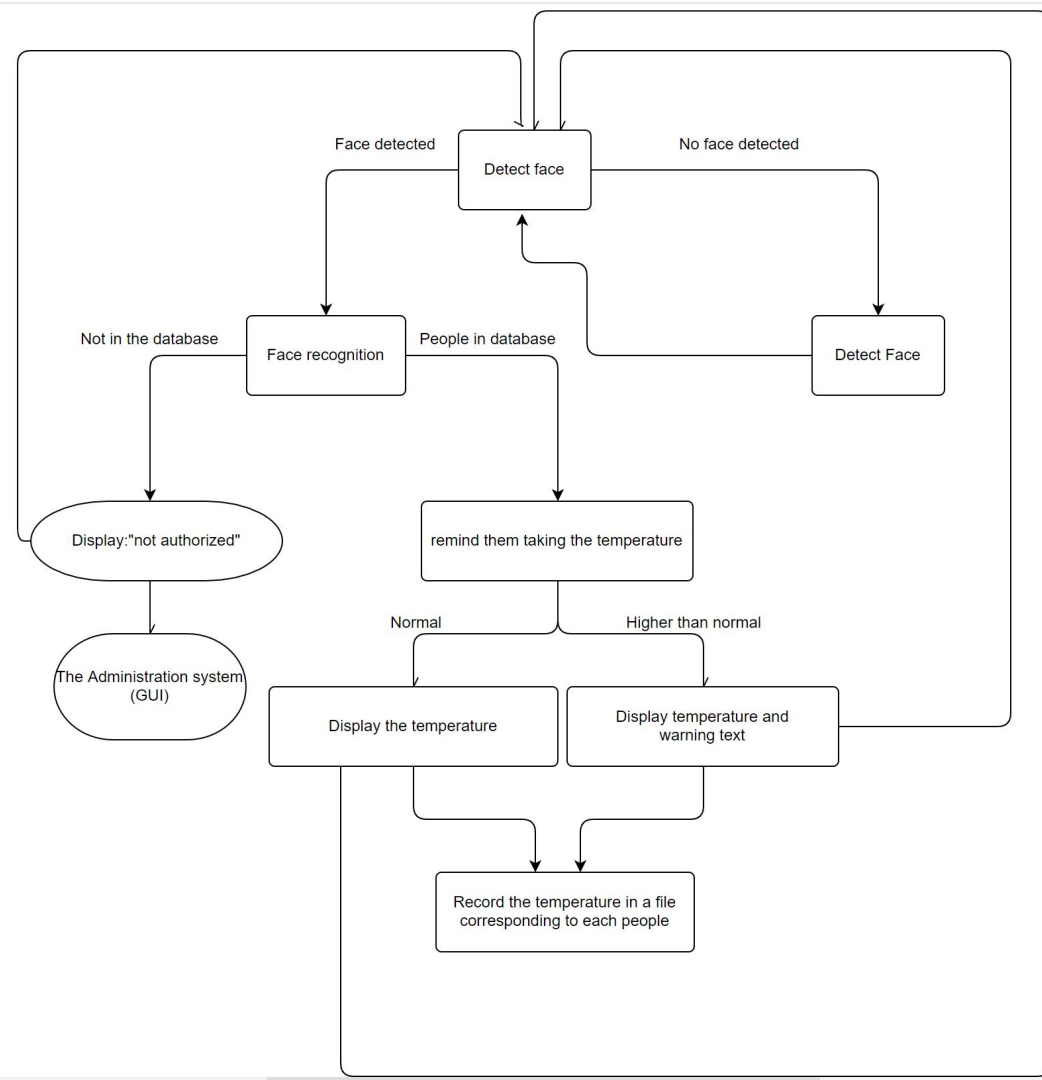 Face detected
No face detected
Detect face
Not in the database
People in database
Face recognition
Detect Face
Display:"not authorized"
remind them taking the temperature
Normal
Higher than normal
The Administration system
(GUI)
Display the temperature
Display temperature and
warning text
Record the temperature in a file
corresponding to each people